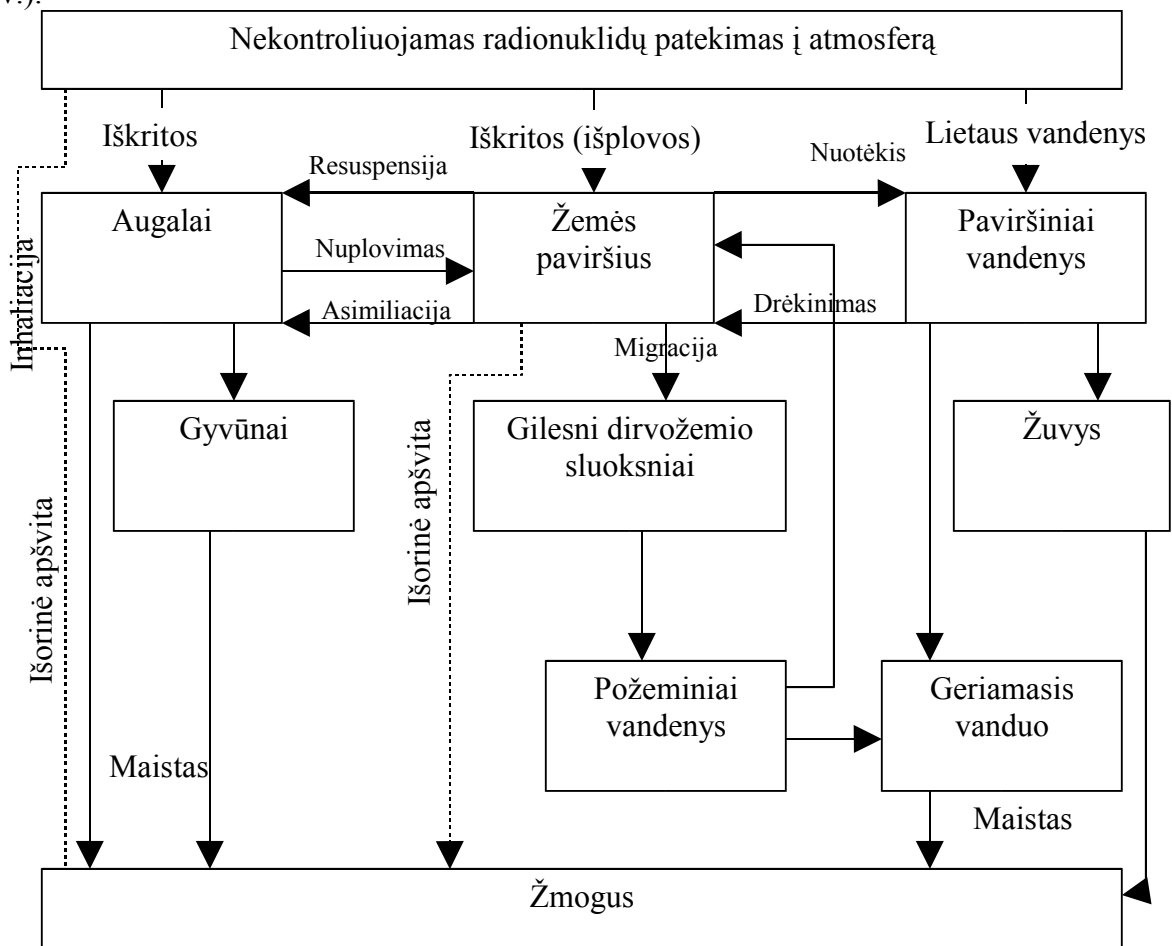 v.).
Nekontroliuojamas radionuklidų patekimas į atmosferą
Iškritos
Iškritos (išplovos)
Lietaus vandenys
Resuspensija
Nuotėkis
Augalai
Žemės
paviršius
Paviršiniai
vandenys
Nuplovimas
Inhaliacija
Asimiliacija
Drėkinimas
Migracija
Gyvūnai
Gilesni dirvožemio
sluoksniai
Žuvys
Išorinė apšvita
Išorinė apšvita
Požeminiai
vandenys
Geriamasis
vanduo
Maistas
Maistas
Žmogus